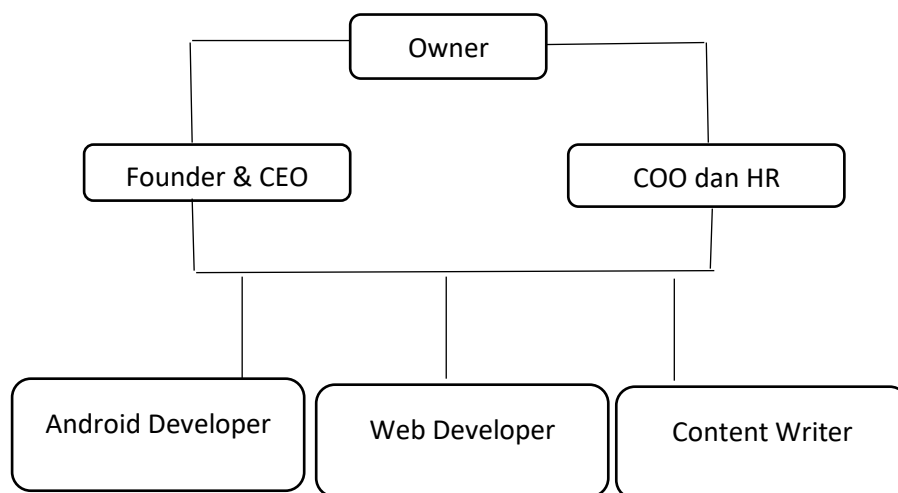 Owner
Founder & CEO
COO dan HR
Android Developer
Web Developer
Content Writer